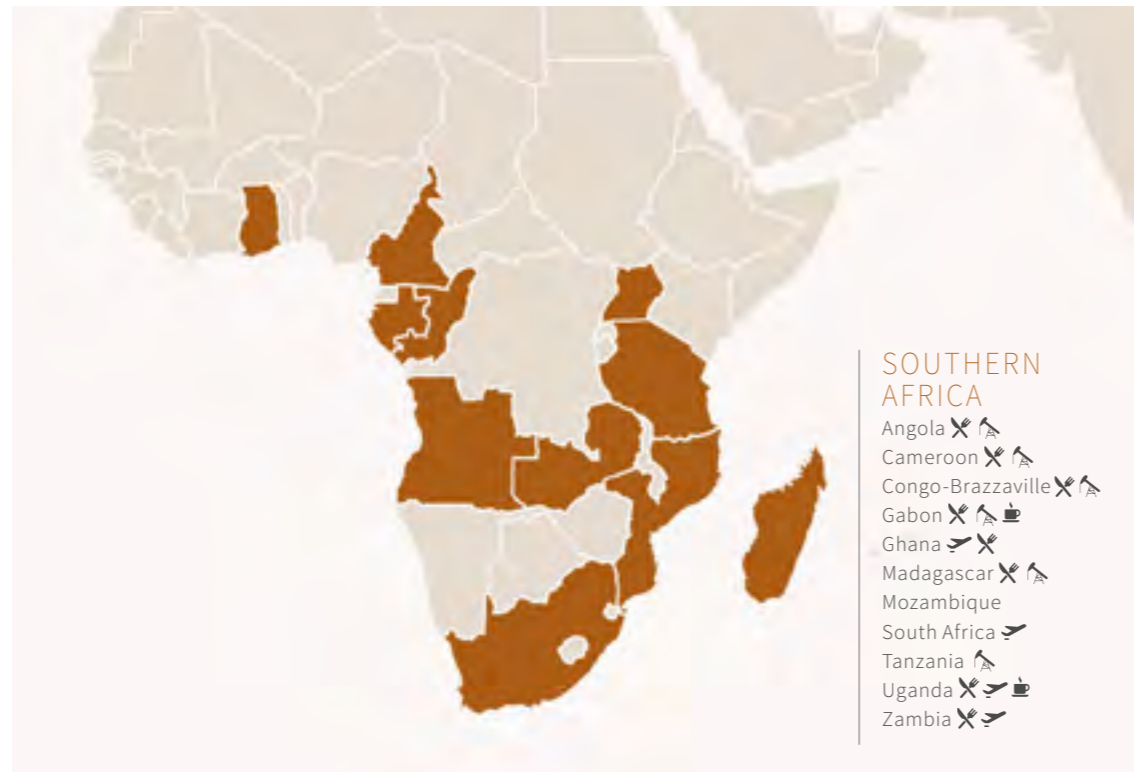 SOUTHERN
AFRICA
Angola
Cameroon
Congo-Brazzaville
Gabon
Ghana
Madagascar
Mozambique
South Africa
Tanzania
Uganda
Zambia